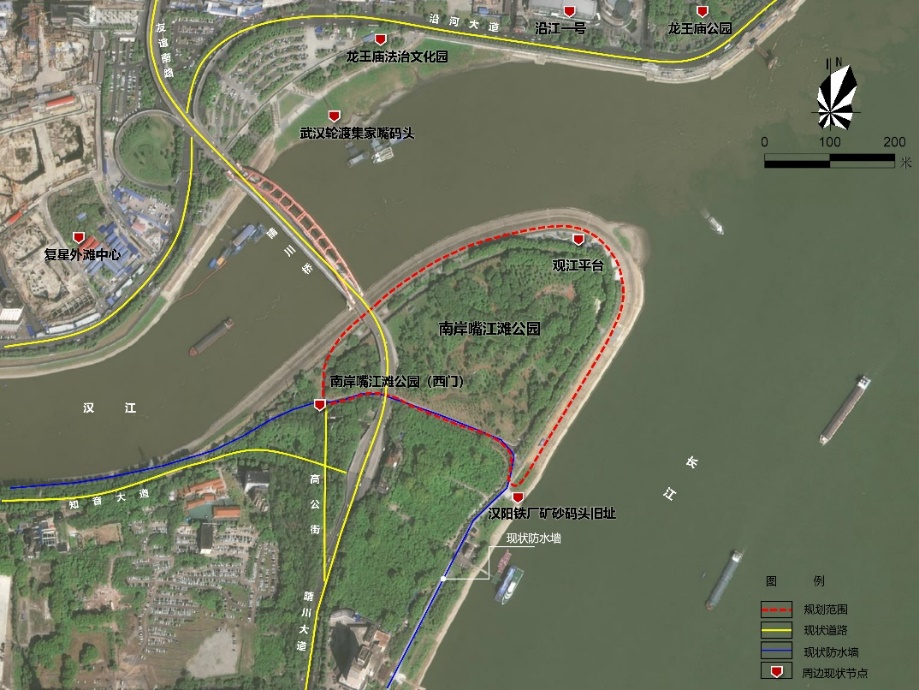 沿河大道
沿江一号
龙王庙公园
友谊南路
龙王庙法治文化园
N
武汉轮渡集家嘴码头
0 100 200
米
复星外滩中心
晴川桥
观江平台
南岸嘴江滩公园
南岸嘴江滩公园（西门）
汉江
长江
知音大道
高公街
汉阳铁厂矿砂码头旧址
现状防水墙
晴川大道
图例
规划范围
现状道路
现状防水墙
周边现状节点